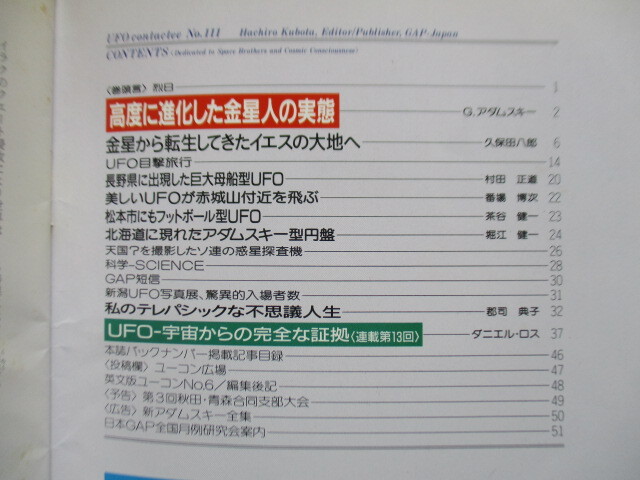 UFO contactee No.111 Hachiro Kubota, Editor/Publisher, GAP-Japan
CONTENTS (Dedicated to Space Brothers and Cosmic Consciousness)
〈巻頭言〉烈日 1
高度に進化した金星人の実態 G.アダムスキー 2
金星から転生してきたイエスの大地へ 久保田八郎 6
UFO目撃旅行 14
長野県に出現した巨大母船型UFO 村田 正道 20
美しいUFOが赤城山付近を飛ぶ 番場 博次 22
松本市にもフットボール型UFO 茶谷 健一 23
北海道に現れたアダムスキー型円盤 堀江 健一 24
天国?を撮影したソ連の惑星探査機 26
科学-SCIENCE 28
GAP短信 30
新潟UFO写真展、驚異的入場者数 31
私のテレパシックな不思議人生 郡司 典子 32
UFO-宇宙からの完全な証拠〈連載第13回〉 ダニエル・ロス 37
本誌バックナンバー掲載記事目録 46
〈投稿欄〉ユーコン広場 47
英文版ユーコンNo.6/編集後記 48
〈予告〉第3回秋田・青森合同支部大会 49
〈広告〉新アダムスキー全集 50
日本GAP全国月例研究会案内 51